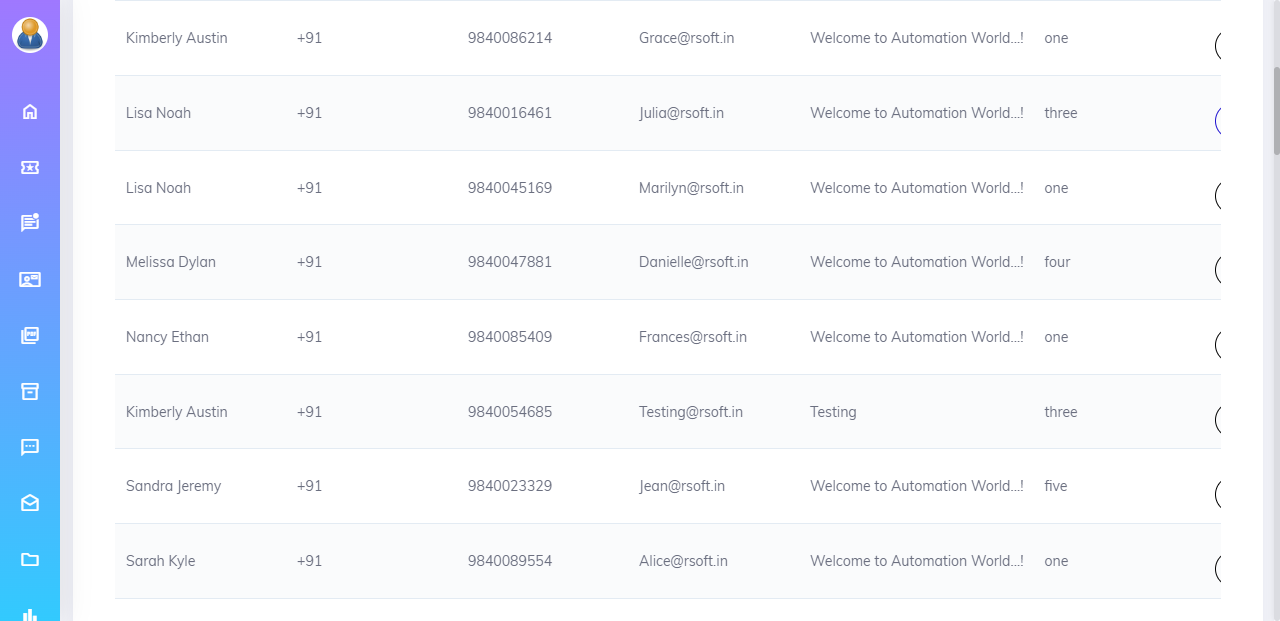 Kimberly Austin +91 9840086214 Grace@rsoft.in Welcome to Automation World...! one
Lisa Noah +91 9840016461 Julia@rsoft.in Welcome to Automation World...! three
Lisa Noah +91 9840045169 Marilyn@rsoft.in Welcome to Automation World...! one
Melissa Dylan +91 9840047881 Danielle@rsoft.in Welcome to Automation World...! four
Nancy Ethan +91 9840085409 Frances@rsoft.in Welcome to Automation World...! one
Kimberly Austin +91 9840054685 Testing@rsoft.in Testing three
Sandra Jeremy +91 9840023329 Jean@rsoft.in Welcome to Automation World...! five
Sarah Kyle +91 9840089554 Alice@rsoft.in Welcome to Automation World...! one